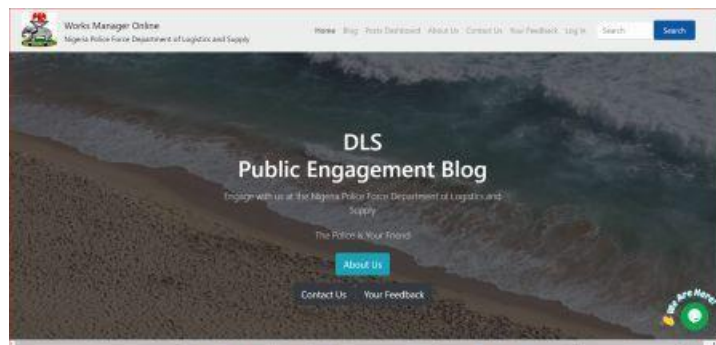 Works Manager Online
Nigeria Police Force Department of Logistics and Supply
Home Blog Posts Dashboard About Us Contact Us Your Feedback Log In Search Search
DLS
Public Engagement Blog
Engage with us at the Nigeria Police Force Department of Logistics and
Supply
The Police is Your Friend
About Us
Contact Us Your Feedback
We Are Here!